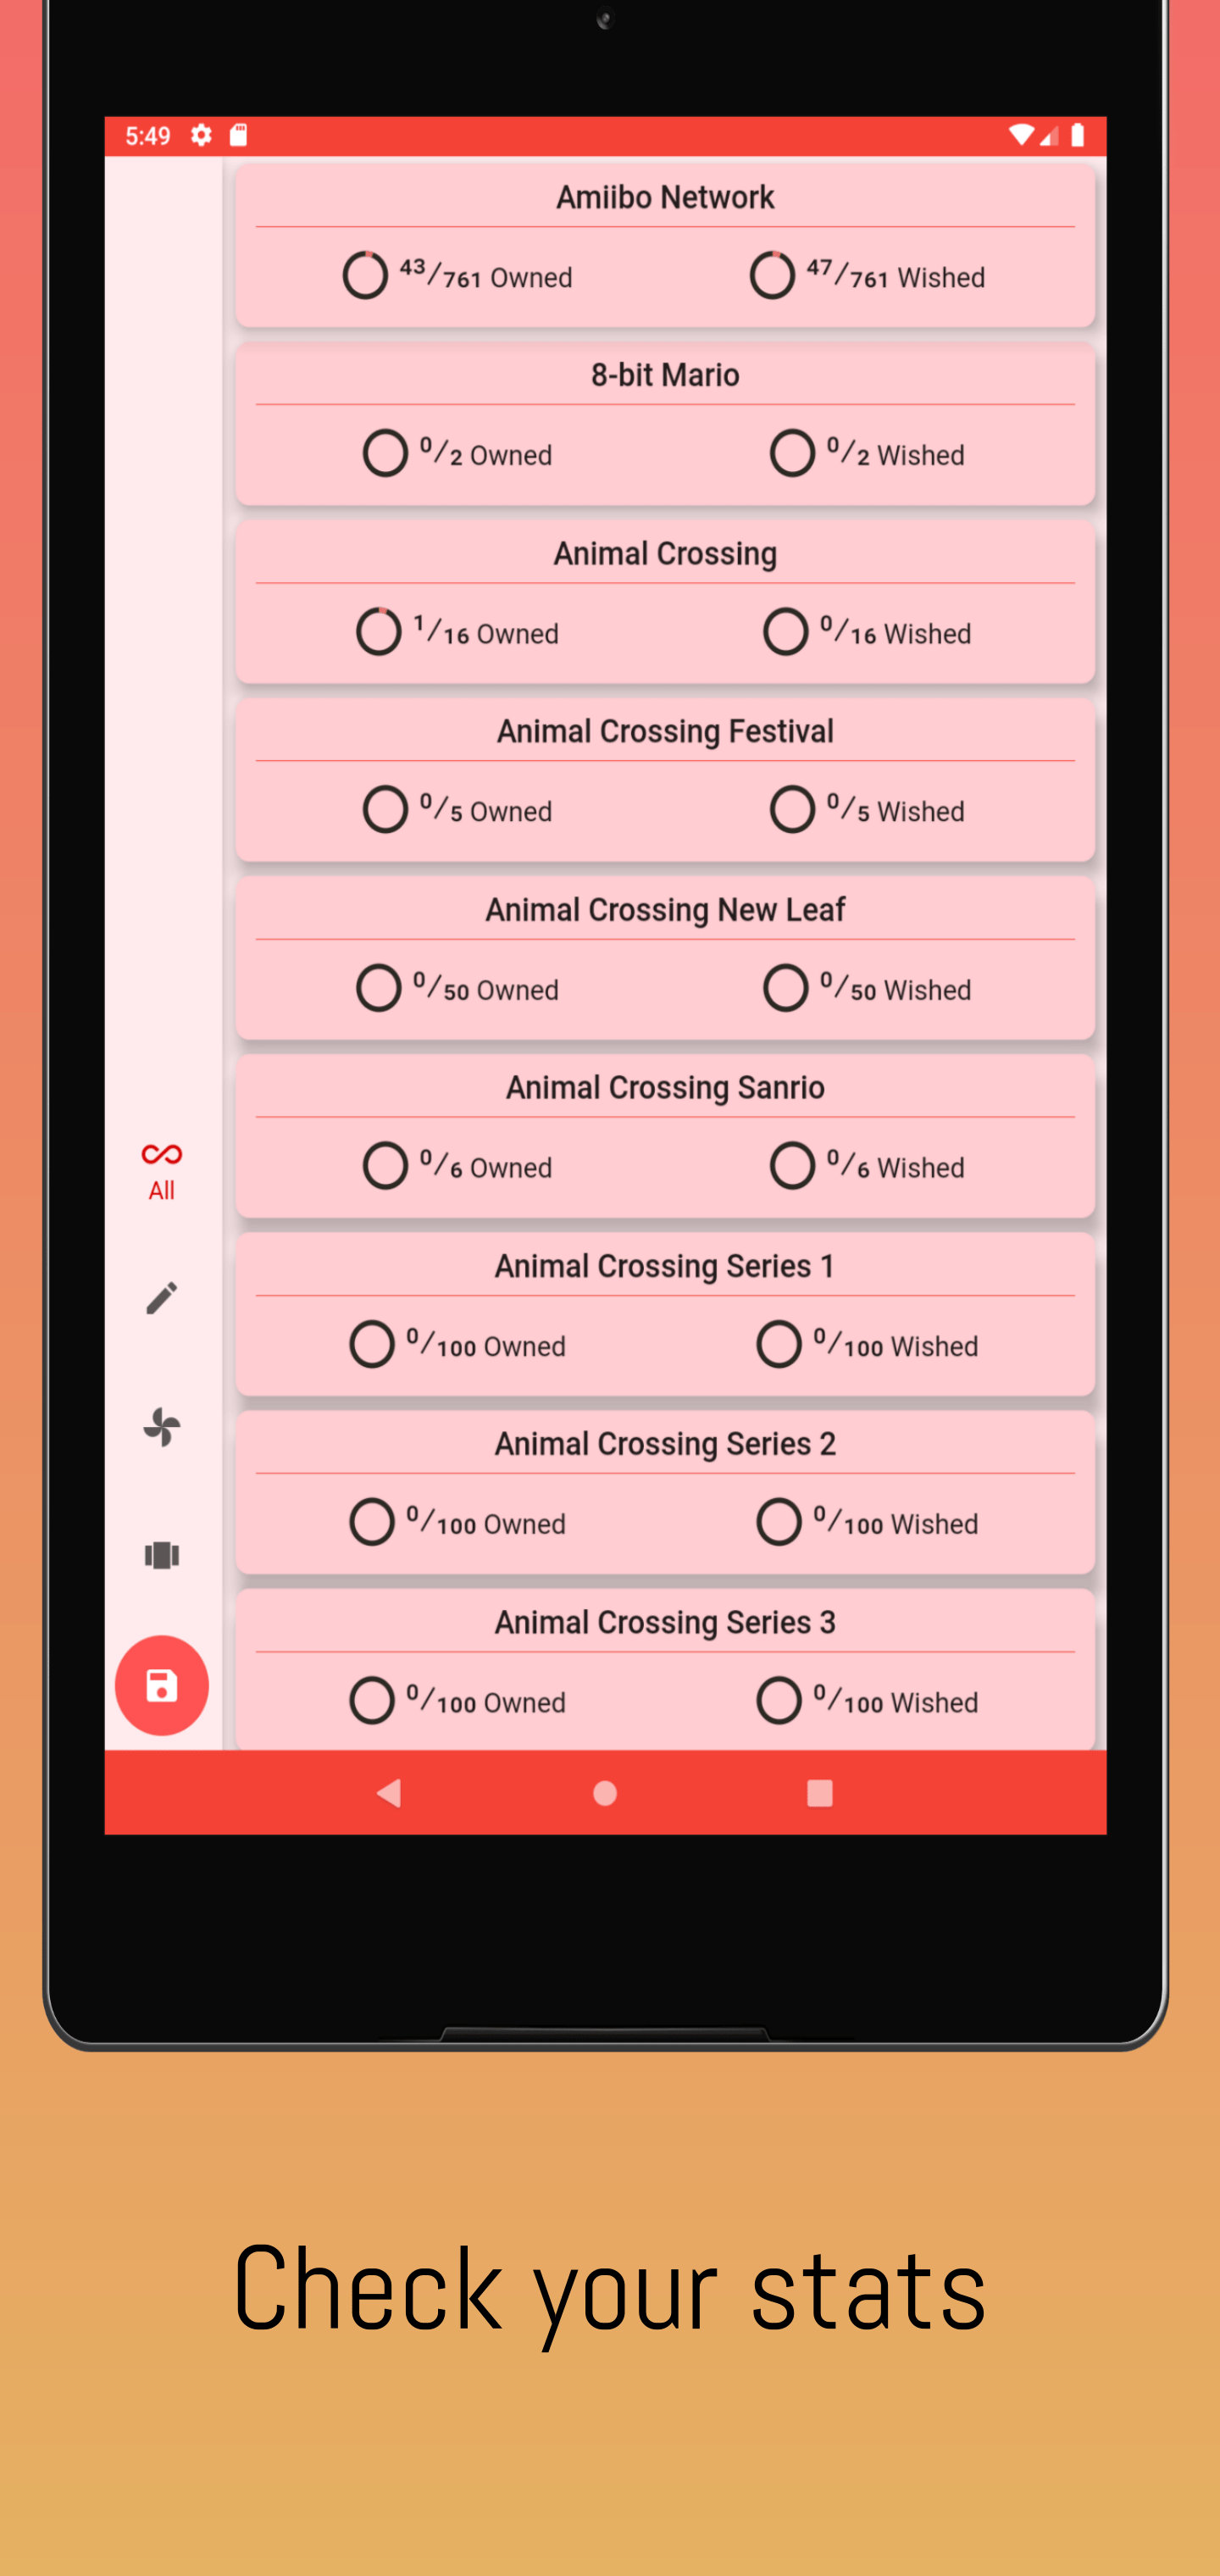 5:49
Amiibo Network
43/761 Owned 47/761 Wished
8-bit Mario
0/2 Owned 0/2 Wished
Animal Crossing
1/16 Owned 0/16 Wished
Animal Crossing Festival
0/5 Owned 0/5 Wished
Animal Crossing New Leaf
0/50 Owned 0/50 Wished
Animal Crossing Sanrio
0/6 Owned 0/6 Wished
All
Animal Crossing Series 1
0/100 Owned 0/100 Wished
Animal Crossing Series 2
0/100 Owned 0/100 Wished
Animal Crossing Series 3
0/100 Owned 0/100 Wished
Check your stats